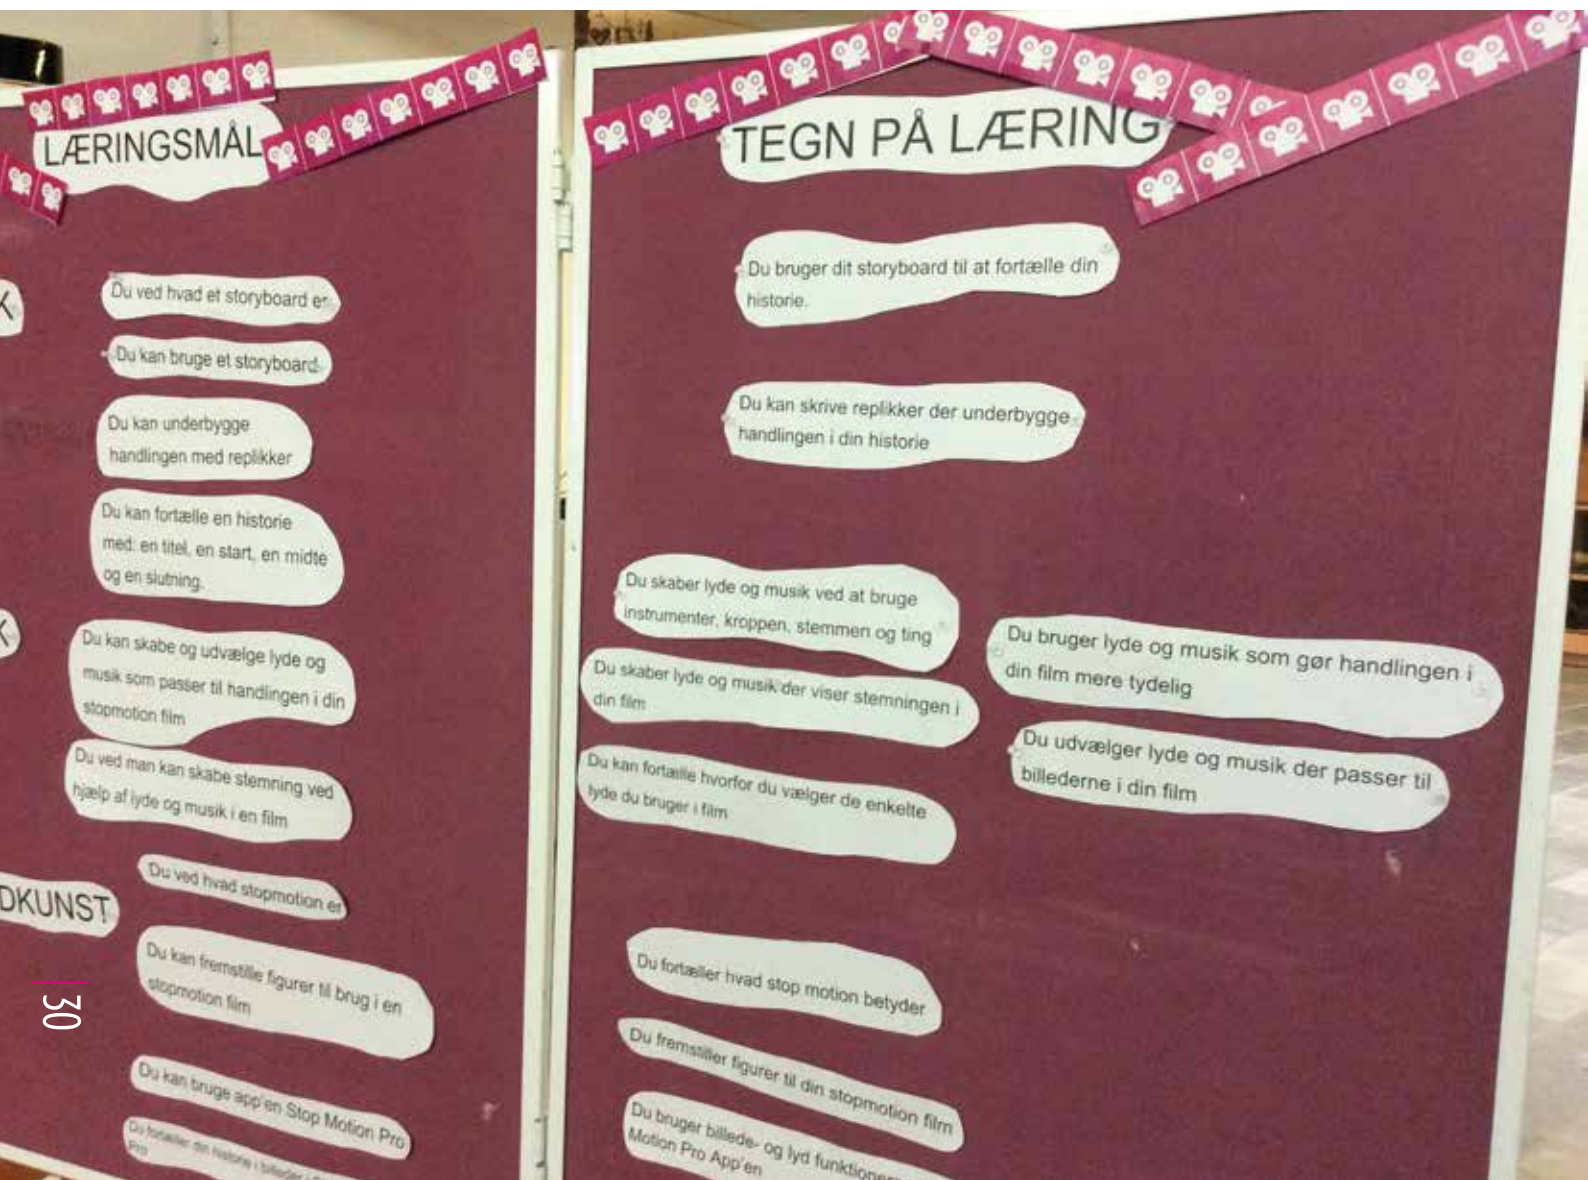 LÆRINGSMÅL
K
Du ved hvad et storyboard er
Du kan bruge et storyboard
Du kan underbygge
handlingen med replikker
Du kan fortælle en historie
med: en titel, en start, en midte
og en slutning.
K
Du kan skabe og udvælge lyde og
musik som passer til handlingen i din
stopmotion film
Du ved man kan skabe stemning ved
hjælp af lyde og musik i en film
DKUNST
Du ved hvad stopmotion er
Du kan fremstille figurer til brug i en
stopmotion film
Du kan bruge app'en Stop Motion Pro
Du fortæller din historie i billeder i
Pro
30
TEGN PÅ LÆRING
Du bruger dit storyboard til at fortælle din
historie.
Du kan skrive replikker der underbygge
handlingen i din historie
Du skaber lyde og musik ved at bruge
instrumenter, kroppen, stemmen og ting
Du skaber lyde og musik der viser stemningen i
din film
Du kan fortælle hvorfor du vælger de enkelte
lyde du bruger i film
Du bruger lyde og musik som gør handlingen i
din film mere tydelig
Du udvælger lyde og musik der passer til
billederne i din film
Du fortæller hvad stop motion betyder
Du fremstiller figurer til din stopmotion film
Du bruger billede- og lyd funktioner
Motion Pro App'en